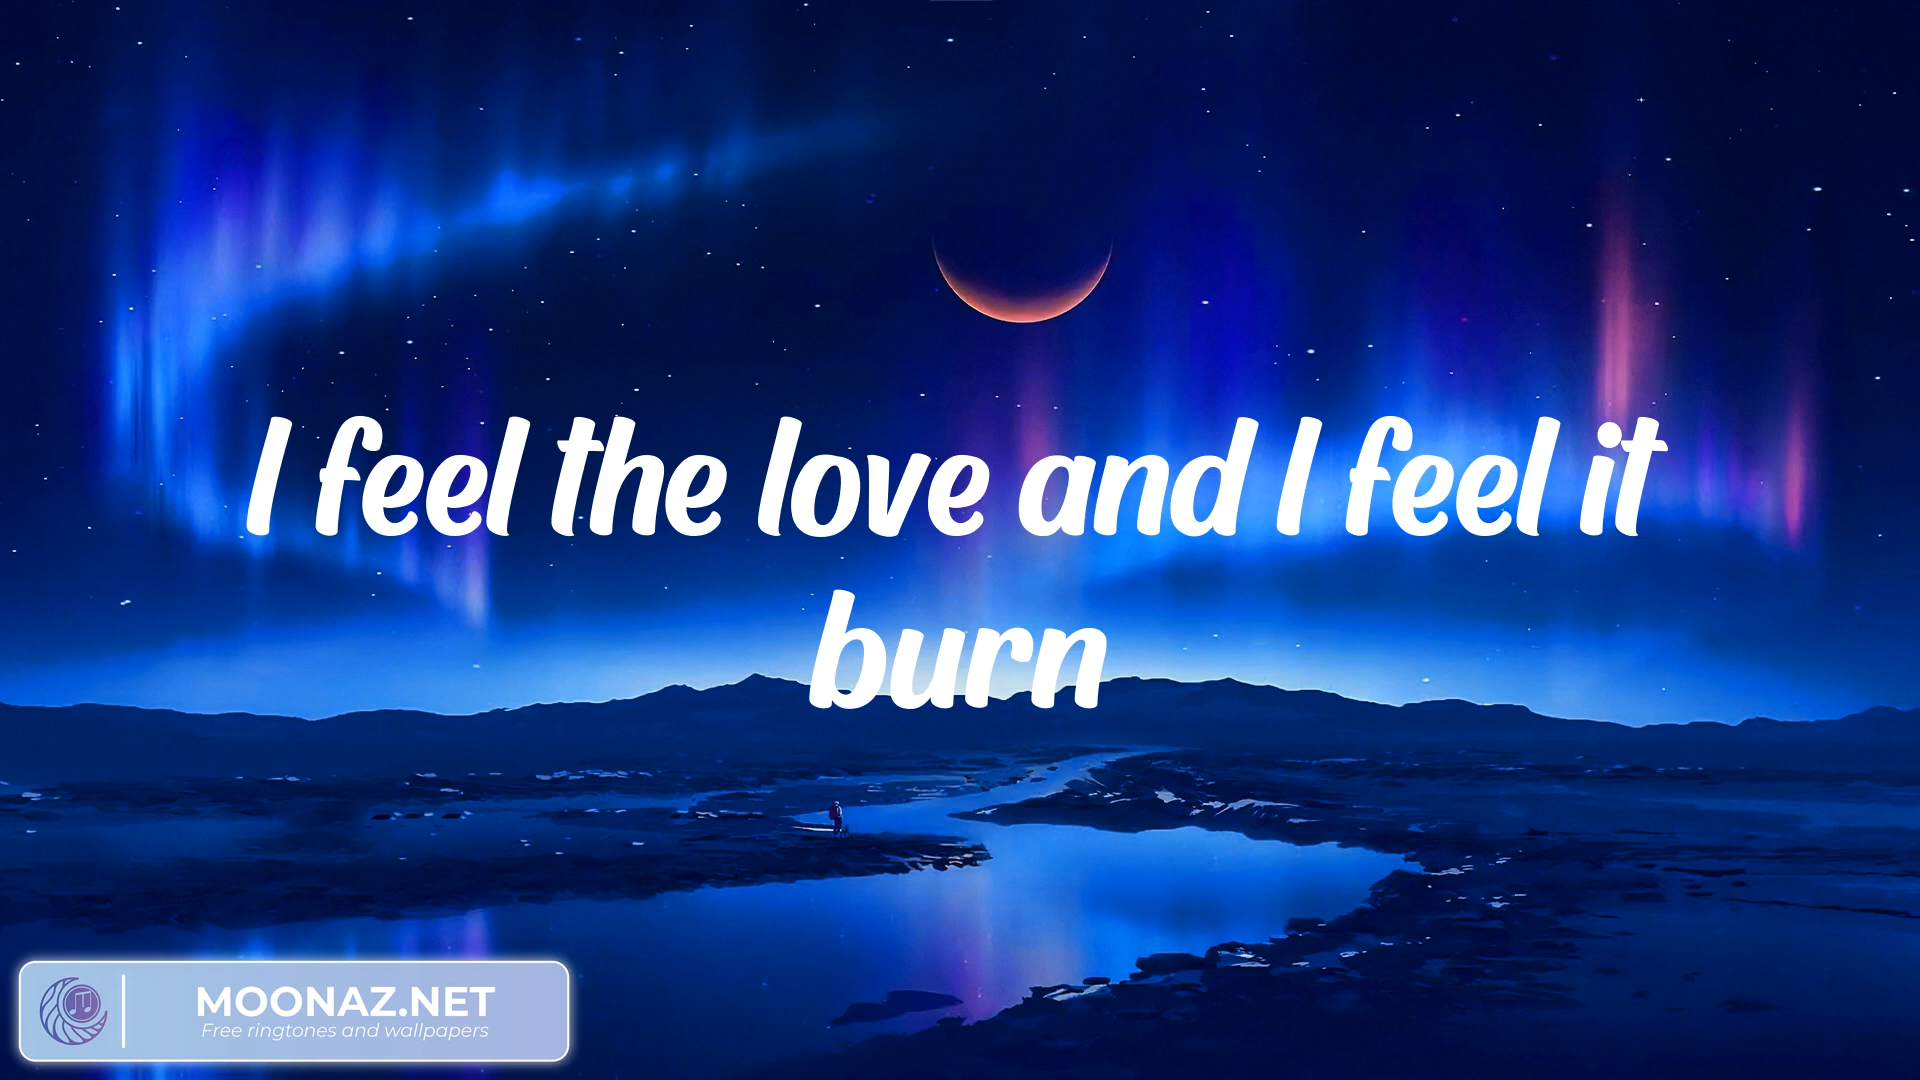 I feel the love and I feel it
burn
MOONAZ.NET
Free ringtones and wallpapers